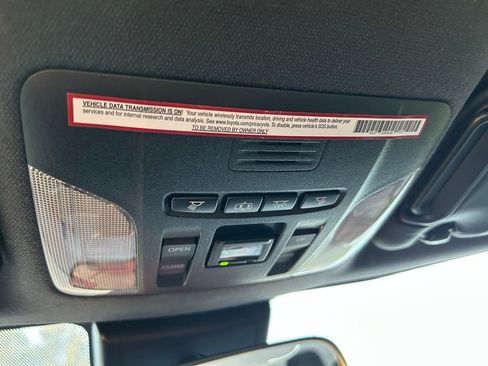 VEHICLE DATA TRANSMISSION IS ON! Your vehicle wirelessly transmits location, driving and vehicle health data to deliver your
services and for internal research and data analysis. See www.toyota.com/privacyvts. To disable, press vehicle's SOS button.
TO BE REMOVED BY OWNER ONLY
OPEN
CLOSE